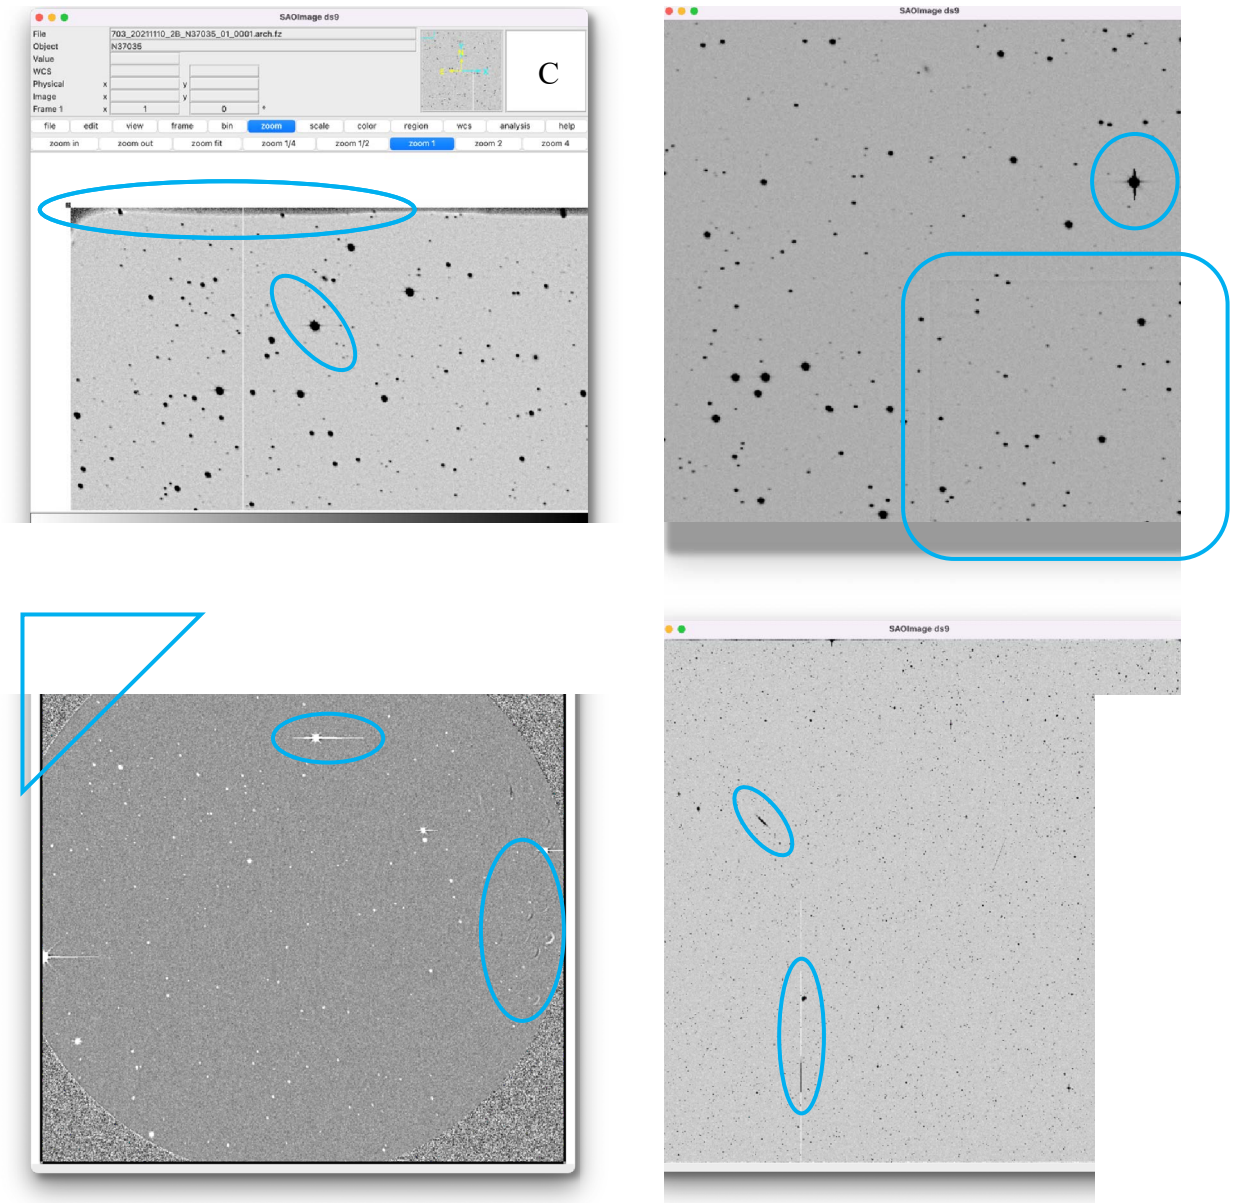 SAOImage ds9
File 703_20211110_2B_N37035_01_0001.arch.fz
Object N37035
Value
WCS
Physical x y
Image x y
Frame 1 x 1 0 °
C
file edit view frame bin zoom scale color region wcs analysis help
zoom in zoom out zoom fit zoom 1/4 zoom 1/2 zoom 1 zoom 2 zoom 4
SAOImage ds9
SAOImage ds9